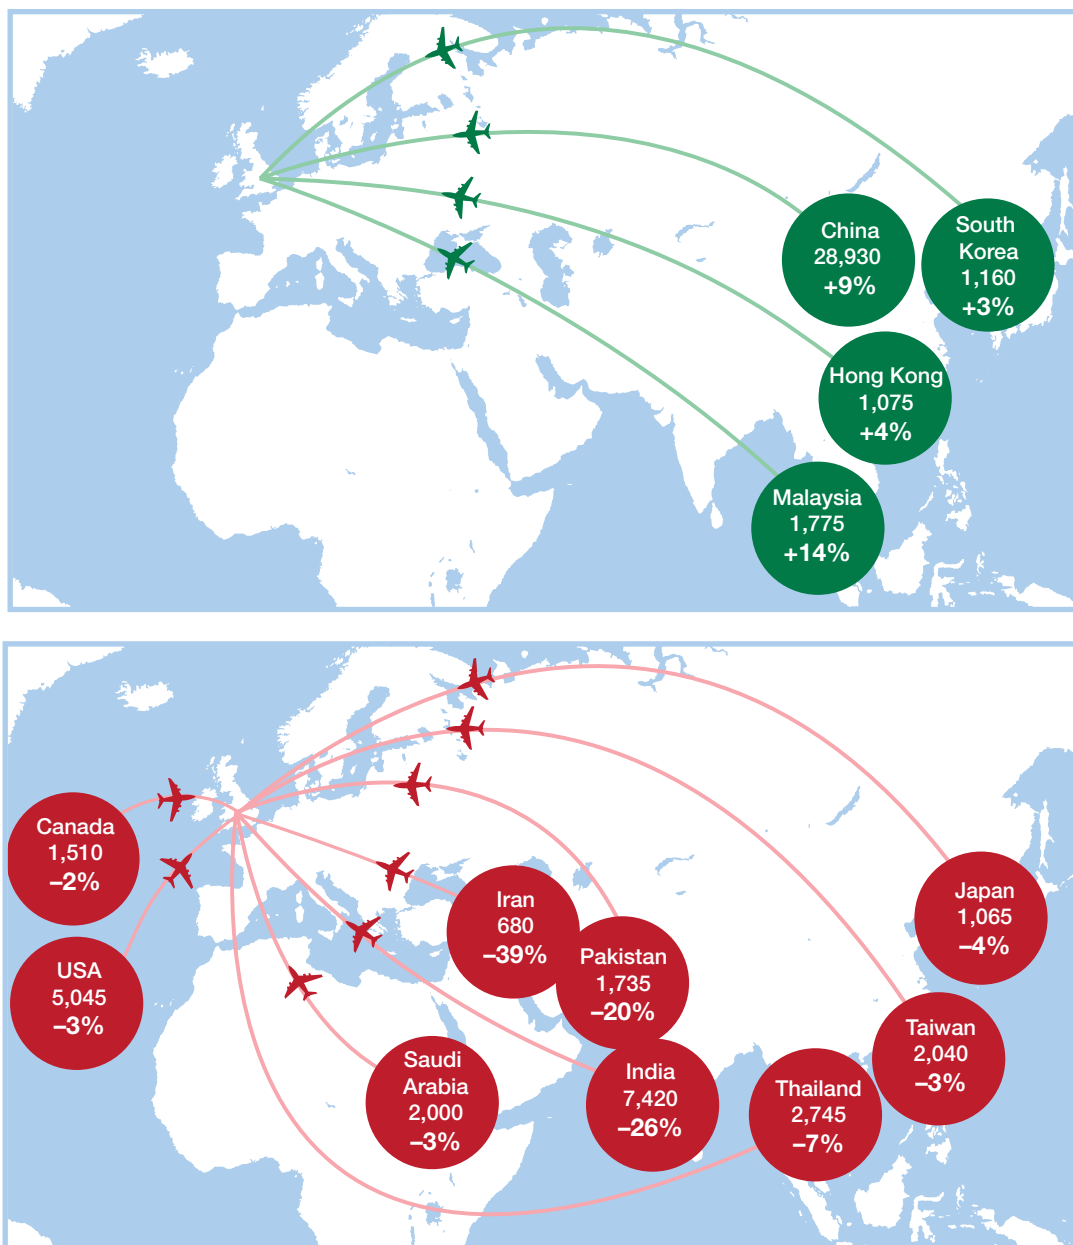 China
28,930
+9%
South
Korea
1,160
+3%
Hong Kong
1,075
+4%
Malaysia
1,775
+14%
Canada
1,510
–2%
USA
5,045
–3%
Iran
680
–39%
Pakistan
1,735
–20%
Saudi
Arabia
2,000
–3%
India
7,420
–26%
Thailand
2,745
–7%
Taiwan
2,040
–3%
Japan
1,065
–4%